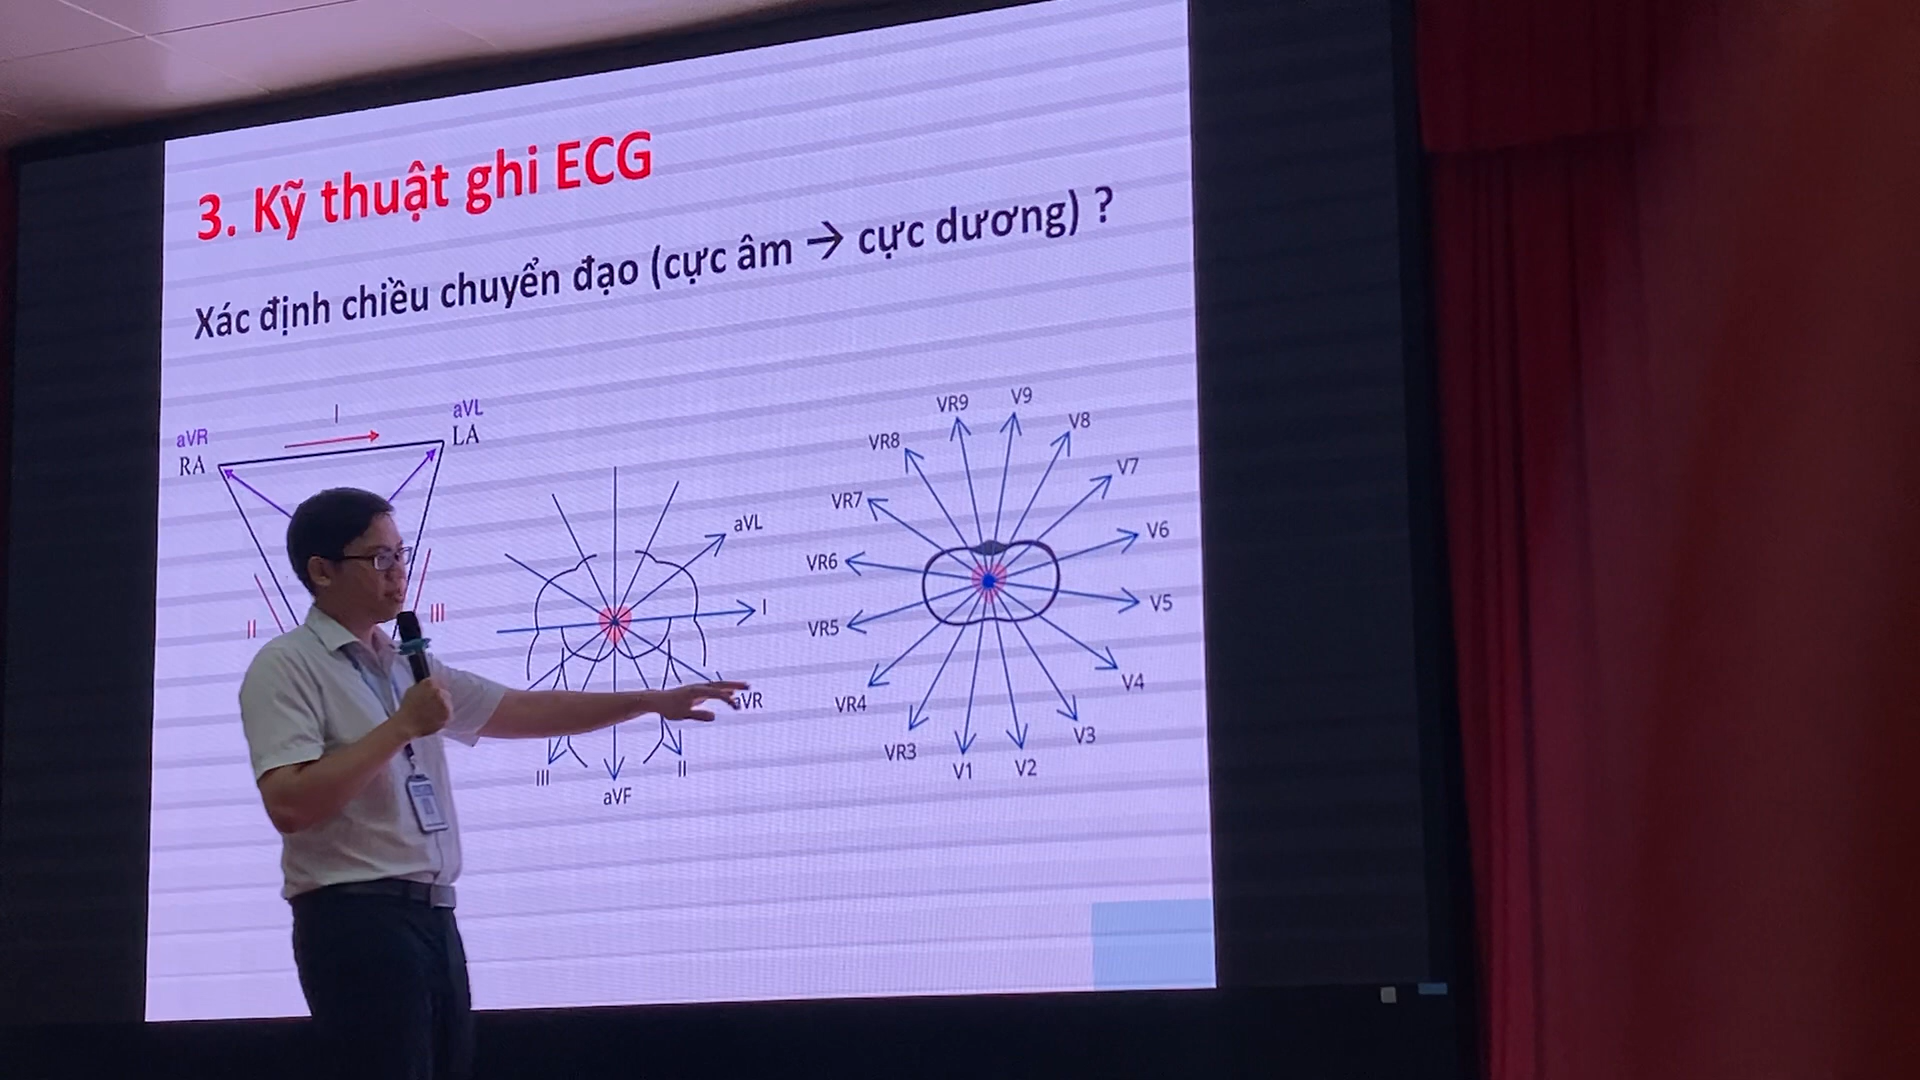 3. Kỹ thuật ghi ECG
Xác định chiều chuyển đạo (cực âm → cực dương) ?
I
aVR
aVL
RA
LA
II
III
aVL
I
aVR
II
III
aVF
VR9
V9
VR8
V8
VR7
V7
VR6
V6
VR5
V5
VR4
V4
VR3
V3
V1
V2